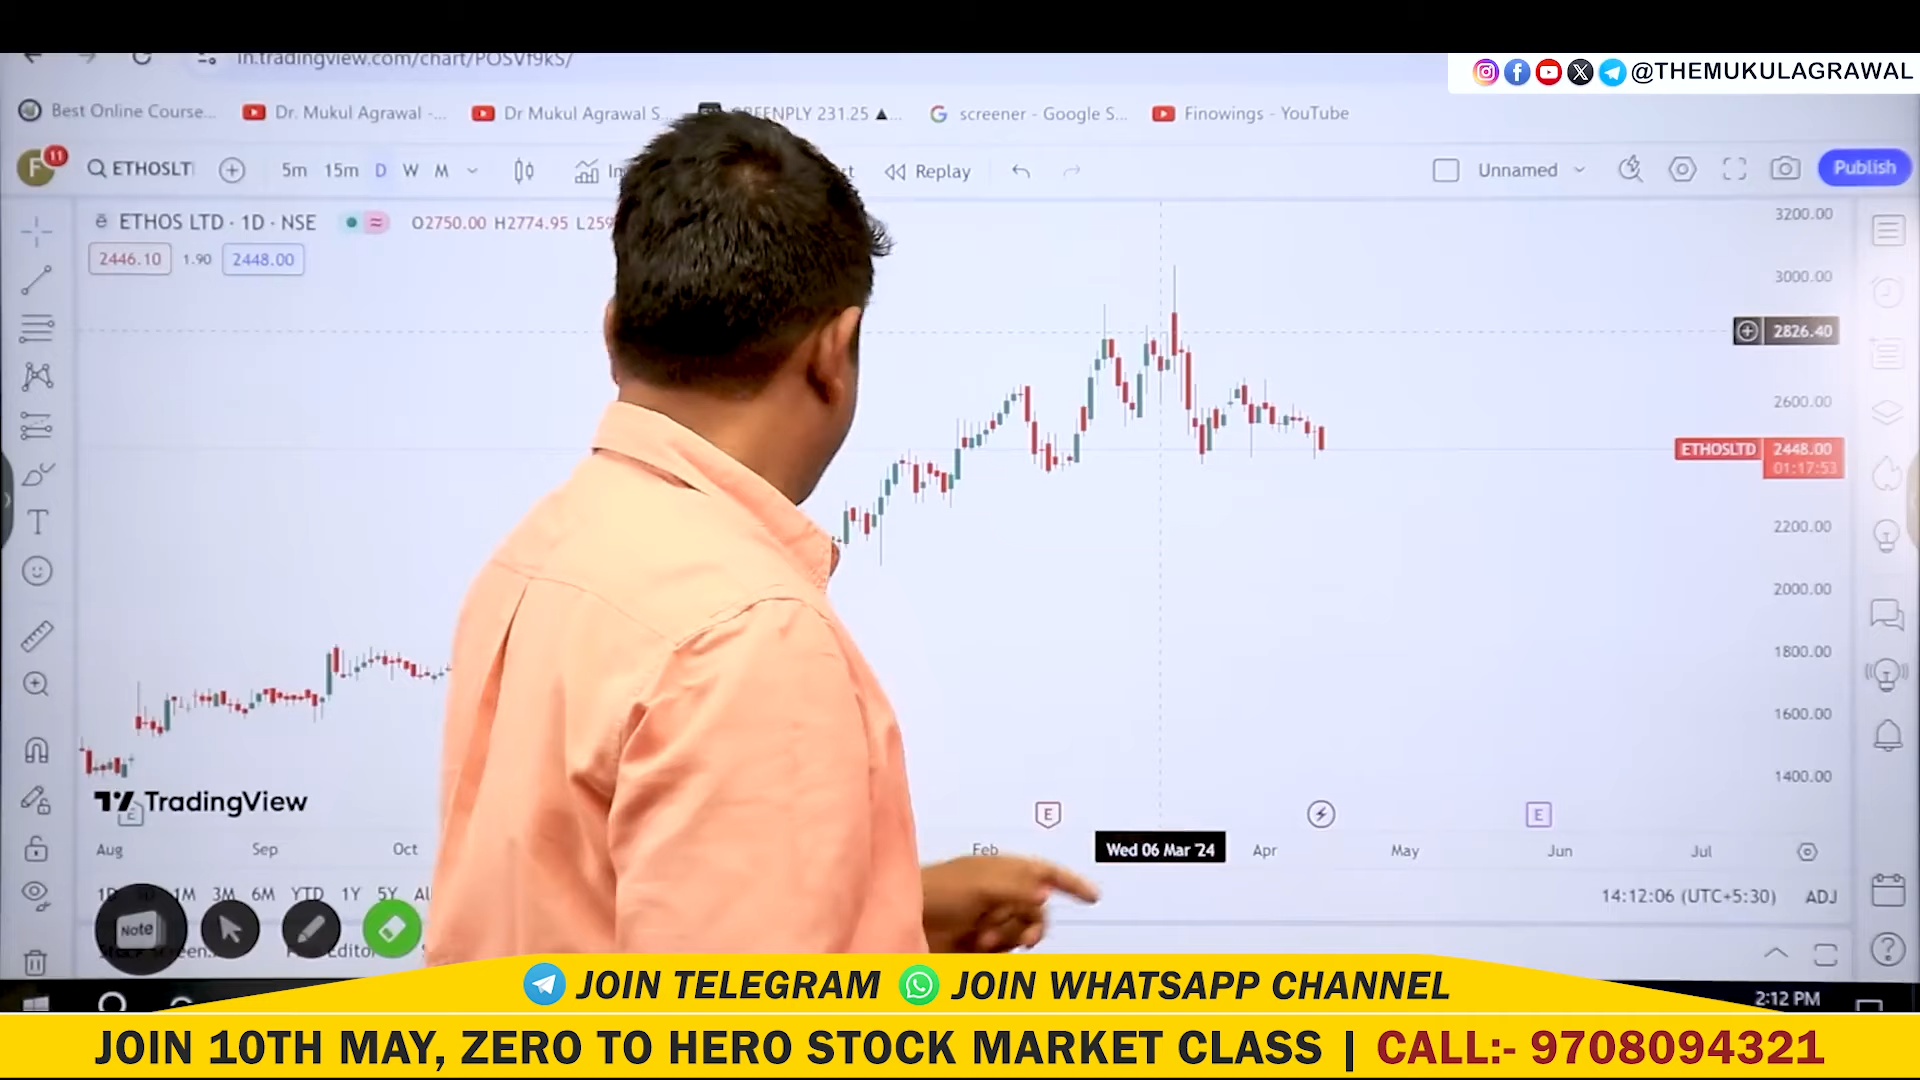 in.tradingview.com/chart/POSVf9kS/
@THEMUKULAGRAWAL
Best Online Course... Dr. Mukul Agrawal -... Dr Mukul Agrawal S... 231.25 ▲... screener - Google S... Finowings - YouTube
F 11 ETHOSLT 5m 15m D W M Replay Unnamed Publish
ē ETHOS LTD · 1D · NSE O2750.00 H2774.95
2446.10 1.90 2448.00
3200.00
3000.00
2826.40
2600.00
ETHOSLTD 2448.00
01:17:53
2200.00
2000.00
1800.00
1600.00
1400.00
TradingView
E E E
Aug Sep Oct Feb Wed 06 Mar '24 Apr May Jun Jul
1M 3M 6M YTD 1Y 5Y 14:12:06 (UTC+5:30) ADJ
Note
2:12 PM
JOIN TELEGRAM JOIN WHATSAPP CHANNEL
JOIN 10TH MAY, ZERO TO HERO STOCK MARKET CLASS | CALL:- 9708094321